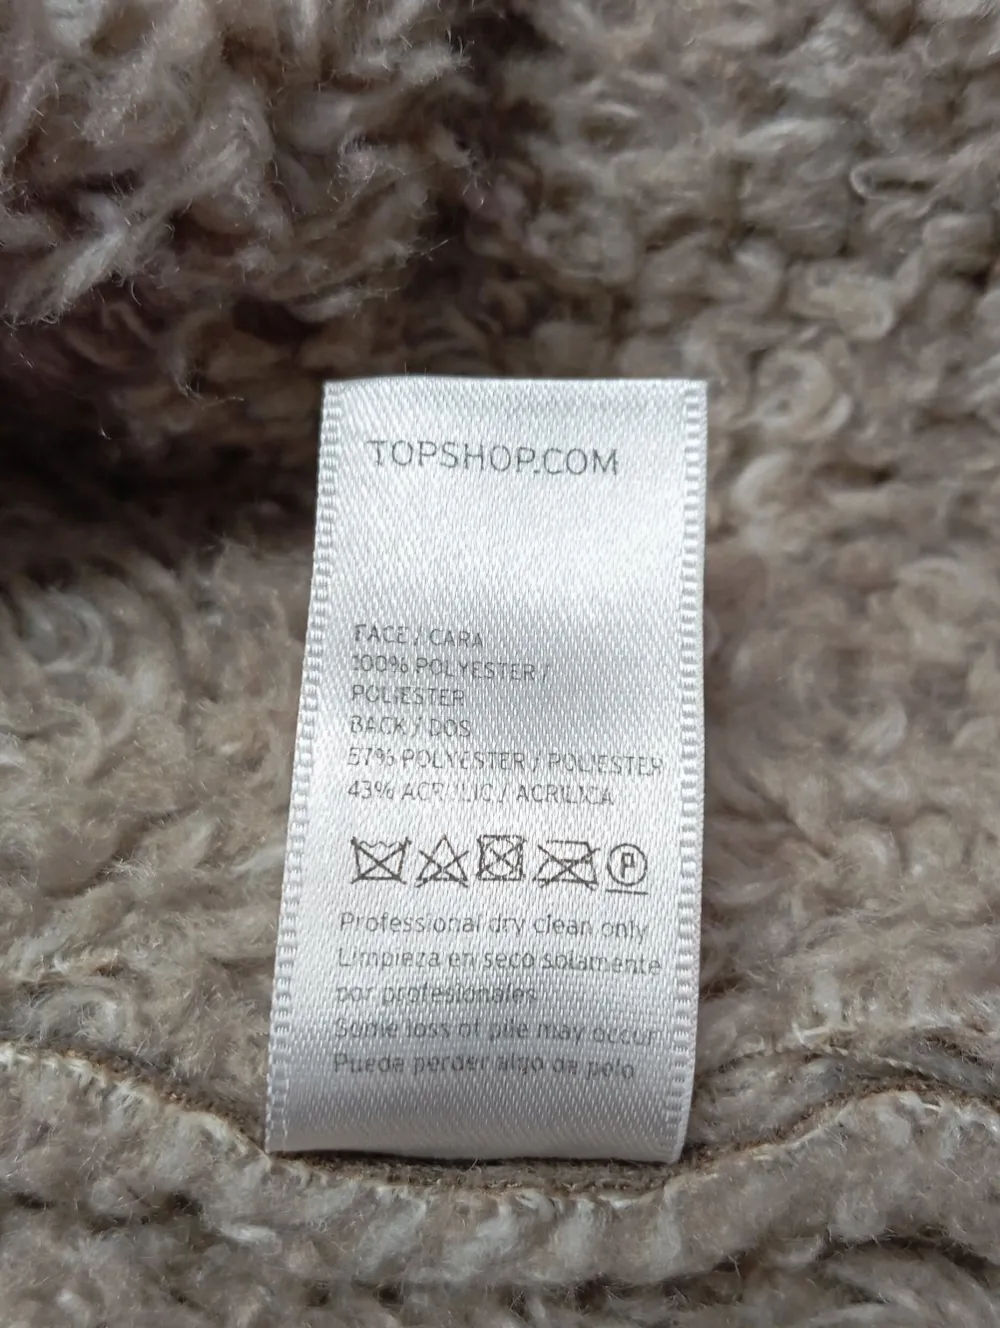 TOPSHOP.COM
FACE / CARA
100% POLYESTER /
POLIESTER
BACK / DOS
57% POLYESTER / POLIESTER
43% ACRYLIC / ACRILICA
P
Professional dry clean only
Limpieza en seco solamente
por profesionales
Some loss of pile may occur
Puede perder algo de pelo